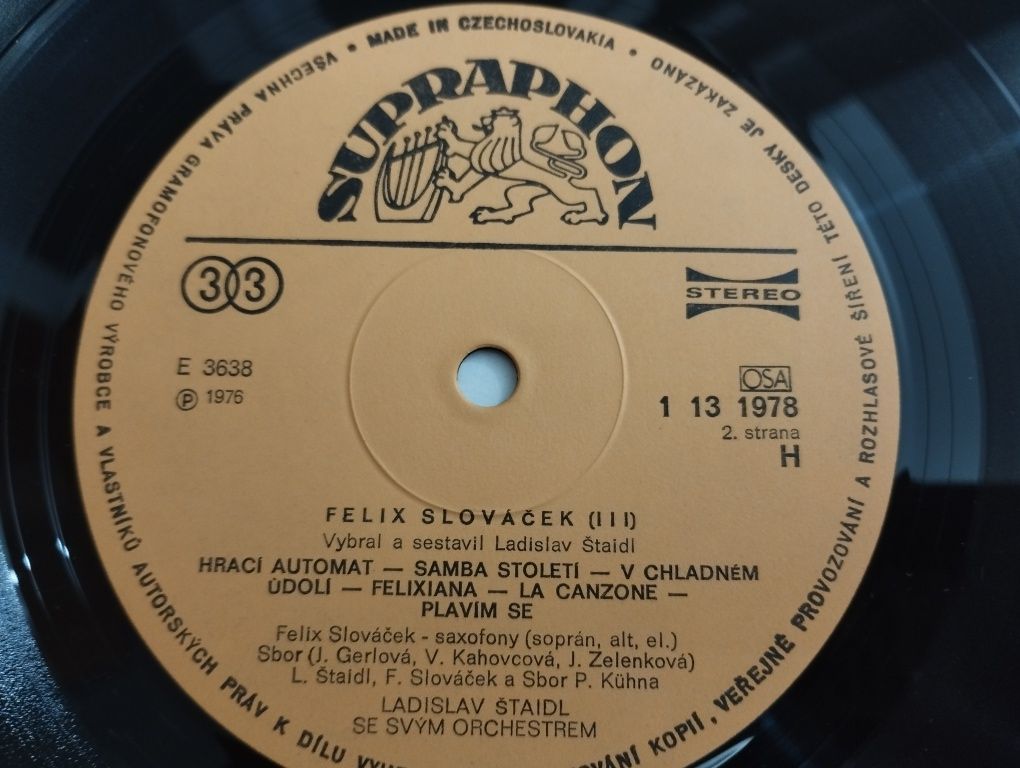 MADE IN CZECHOSLOVAKIA
SUPRAPHON
33
STEREO
E 3638
Ⓟ 1976
OSA
1 13 1978
2. strana
H
FELIX SLOVÁČEK (III)
Vybral a sestavil Ladislav Štaidl
HRACÍ AUTOMAT — SAMBA STOLETÍ — V CHLADNÉM
ÚDOLÍ — FELIXIANA — LA CANZONE —
PLAVÍM SE
Felix Slováček - saxofony (soprán, alt, el.)
Sbor (J. Gerlová, V. Kahovcová, J. Zelenková)
L. Štaidl, F. Slováček a Sbor P. Kühna
LADISLAV ŠTAIDL
SE SVÝM ORCHESTREM
VŠECHNA PRÁVA GRAMOFONOVÉHO VÝROBCE A VLASTNÍKŮ AUTORSKÝCH PRÁV K DÍLU KOPIÍ, VEŘEJNÉ PROVOZOVÁNÍ A ROZHLASOVÉ ŠÍŘENÍ TÉTO DESKY JE ZAKÁZÁNO